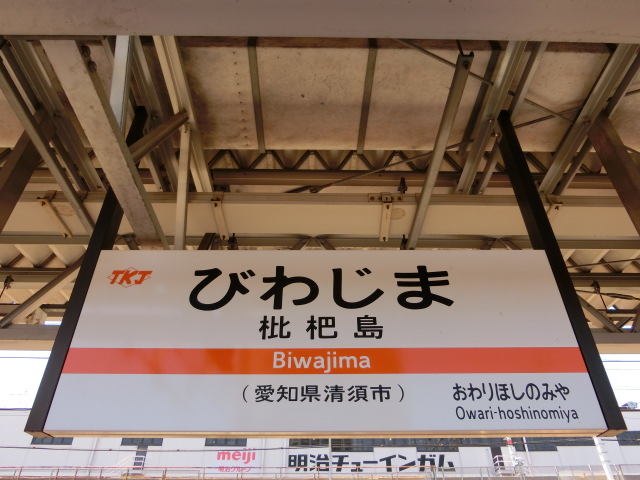 TKJ
びわじま
枇杷島
Biwajima
(愛知県清須市)
おわりほしのみや
Owari-hoshinomiya
meiji
明治チューインガム